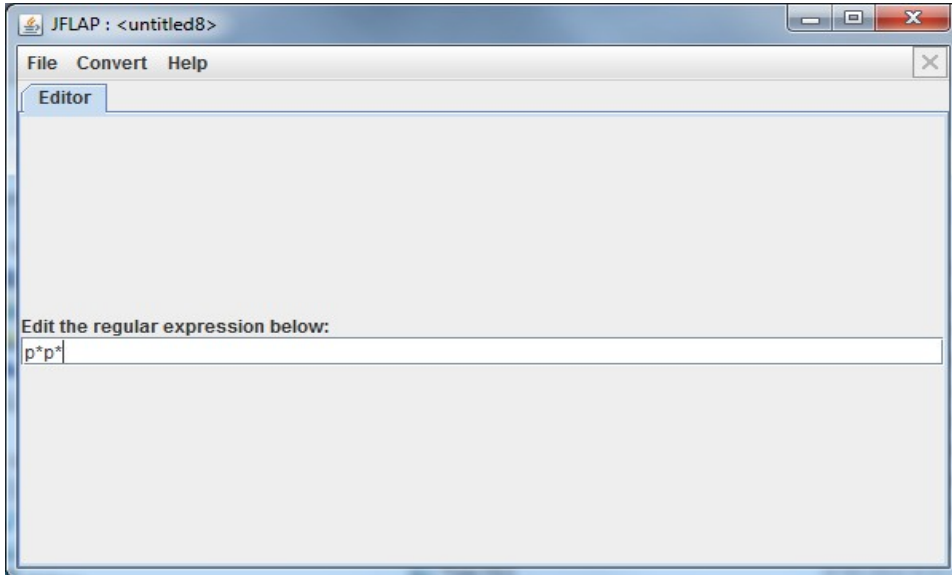 JFLAP : <untitled8>
File Convert Help
Editor
Edit the regular expression below:
p*p*